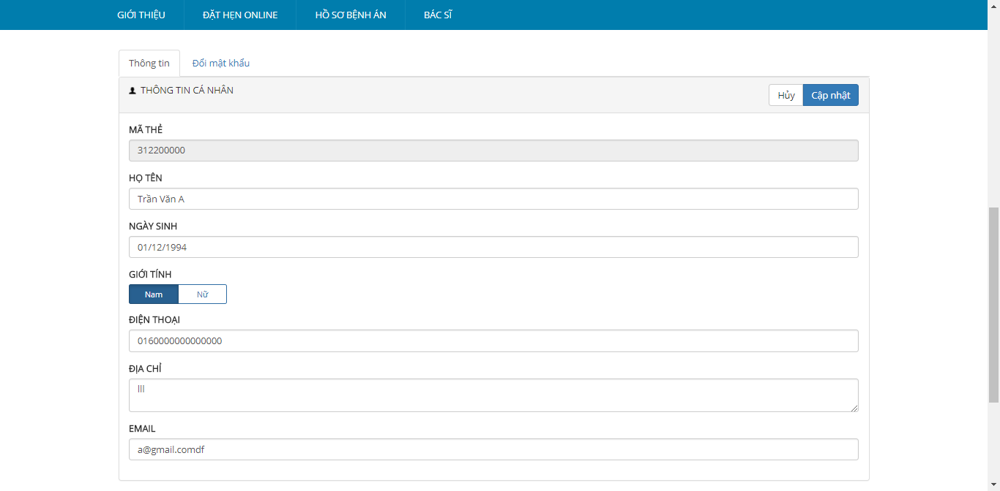 GIỚI THIỆU ĐẶT HẸN ONLINE HỒ SƠ BỆNH ÁN BÁC SĨ
Thông tin Đổi mật khẩu
THÔNG TIN CÁ NHÂN
Hủy Cập nhật
MÃ THẺ
312200000
HỌ TÊN
Trần Văn A
NGÀY SINH
01/12/1994
GIỚI TÍNH
Nam Nữ
ĐIỆN THOẠI
0160000000000000
ĐỊA CHỈ
lll
EMAIL
a@gmail.comdf